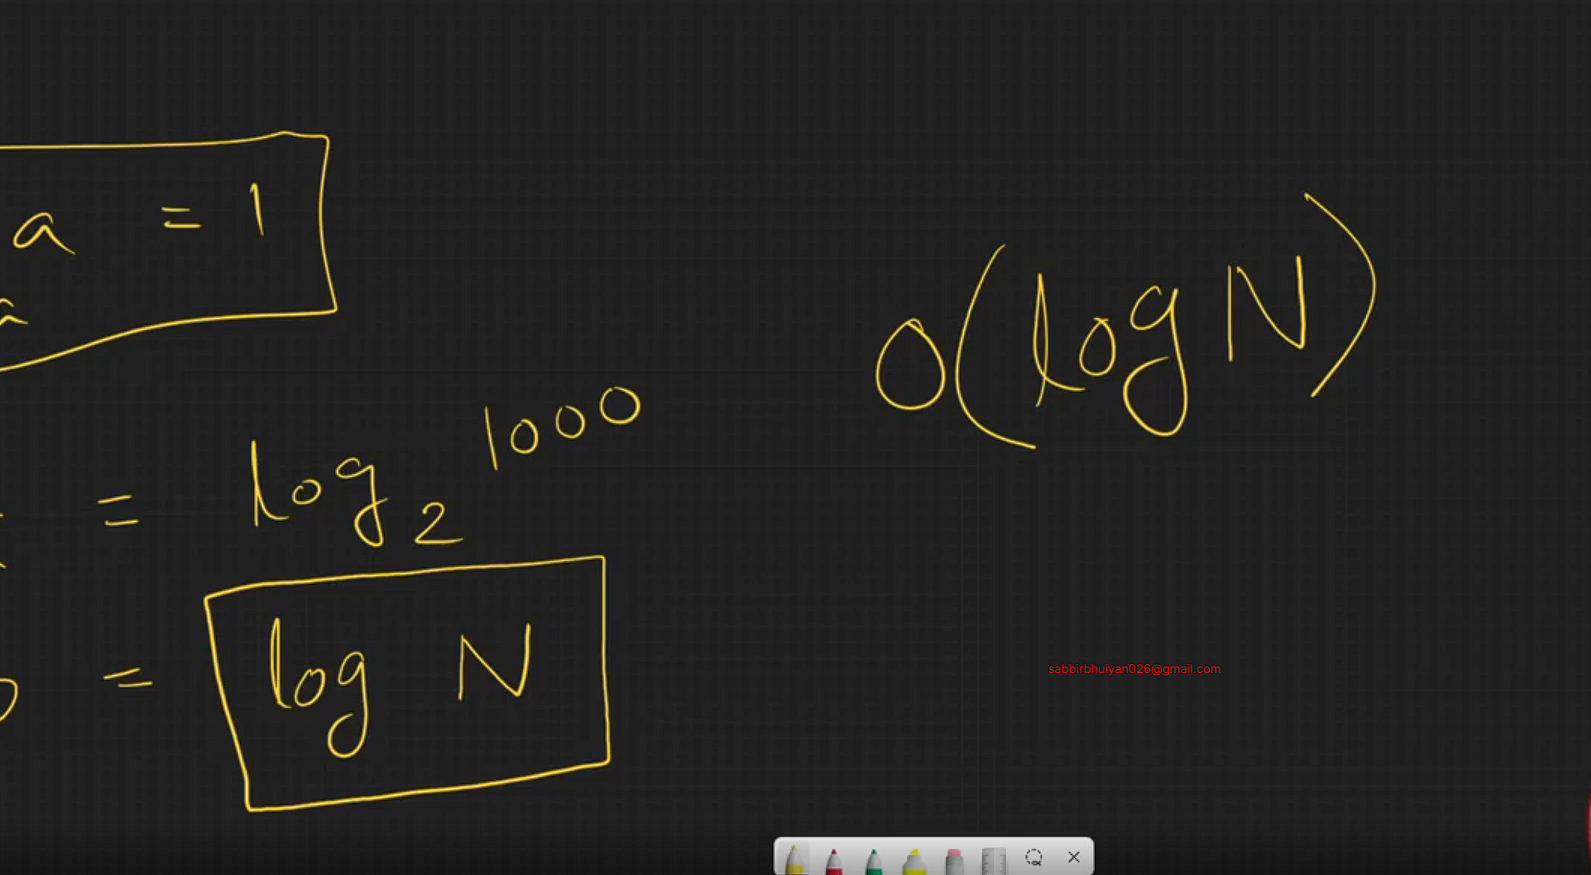 a = 1
a
= log₂ 1000
= log N
O(log N)
sabbirbhuiyan026@gmail.com